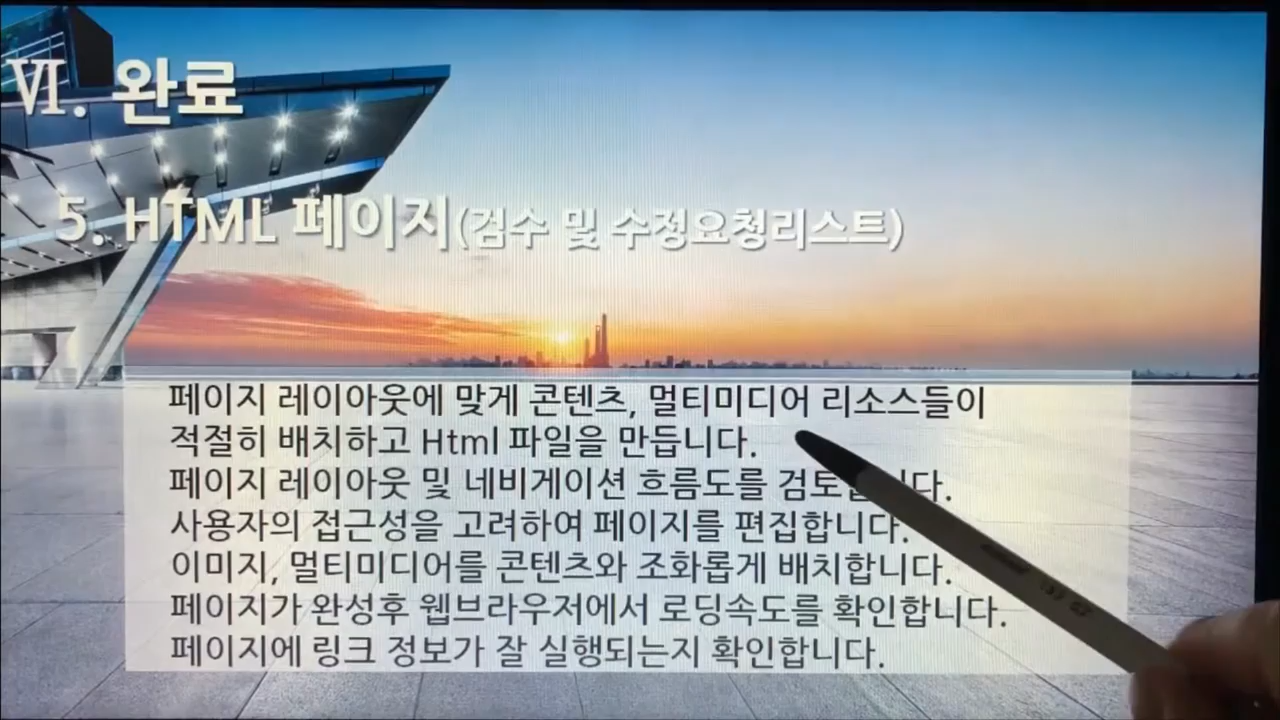 Ⅵ. 완료
5. HTML 페이지(검수 및 수정요청리스트)
페이지 레이아웃에 맞게 콘텐츠, 멀티미디어 리소스들이
적절히 배치하고 Html 파일을 만듭니다.
페이지 레이아웃 및 네비게이션 흐름도를 검토합니다.
사용자의 접근성을 고려하여 페이지를 편집합니다.
이미지, 멀티미디어를 콘텐츠와 조화롭게 배치합니다.
페이지가 완성후 웹브라우저에서 로딩속도를 확인합니다.
페이지에 링크 정보가 잘 실행되는지 확인합니다.